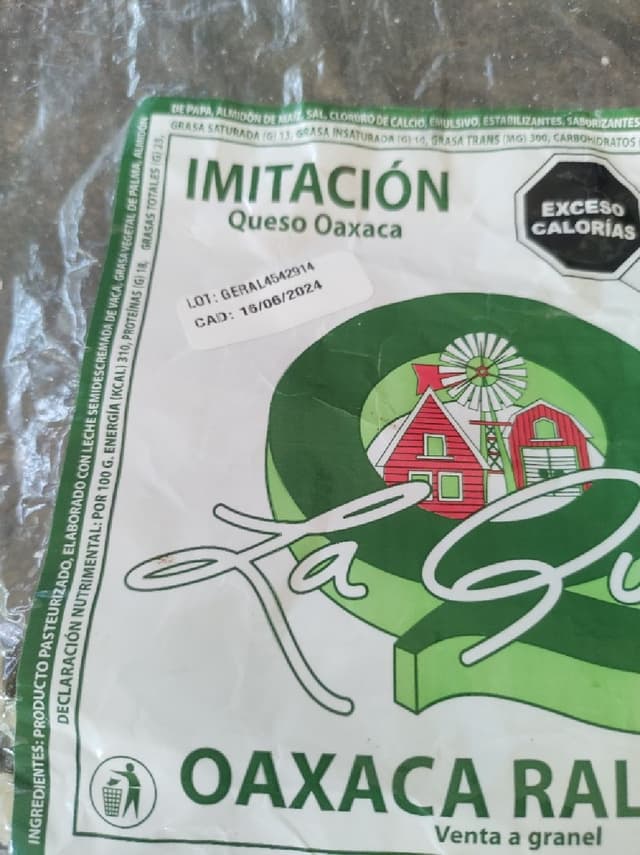 INGREDIENTES: PRODUCTO PASTEURIZADO, ELABORADO CON LECHE SEMIDESCREMADA DE VACA, GRASA VEGETAL DE PALMA, ALMIDÓN
DE PAPA, ALMIDÓN DE MAÍZ, SAL, CLORURO DE CALCIO, EMULSIVO, ESTABILIZANTES, SABORIZANTES
DECLARACIÓN NUTRIMENTAL: POR 100 G. ENERGÍA (KCAL) 310, PROTEÍNAS (G) 18, GRASAS TOTALES (G) 23,
GRASA SATURADA (G) 13, GRASA INSATURADA (G) 10, GRASA TRANS (MG) 300, CARBOHIDRATOS
IMITACIÓN
Queso Oaxaca
EXCESO
CALORÍAS
LOT: GERAL4542914
CAD: 16/06/2024
La Qu
OAXACA RAL
Venta a granel